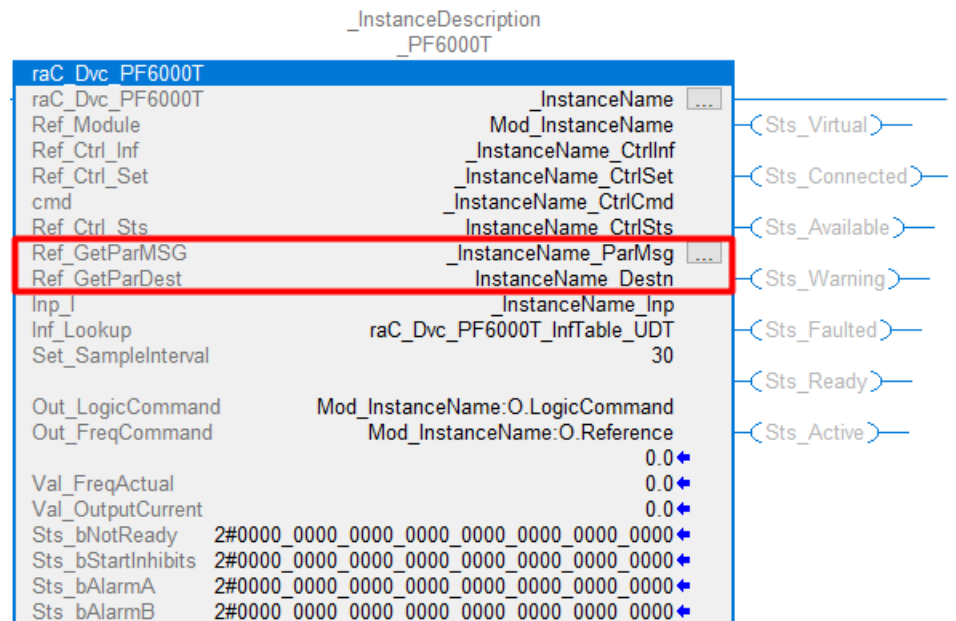 _InstanceDescription
_PF6000T
raC_Dvc_PF6000T
raC_Dvc_PF6000T _InstanceName ...
Ref_Module Mod_InstanceName Sts_Virtual
Ref_Ctrl_Inf _InstanceName_CtrlInf
Ref_Ctrl_Set _InstanceName_CtrlSet Sts_Connected
cmd _InstanceName_CtrlCmd
Ref_Ctrl_Sts _InstanceName_CtrlSts Sts_Available
Ref_GetParMSG _InstanceName_ParMsg ...
Ref_GetParDest _InstanceName_Destn Sts_Warning
Inp_I _InstanceName_Inp
Inf_Lookup raC_Dvc_PF6000T_InfTable_UDT Sts_Faulted
Set_SampleInterval 30
Sts_Ready
Out_LogicCommand Mod_InstanceName:O.LogicCommand
Out_FreqCommand Mod_InstanceName:O.Reference Sts_Active
0.0
Val_FreqActual 0.0
Val_OutputCurrent 0.0
Sts_bNotReady 2#0000_0000_0000_0000_0000_0000_0000_0000
Sts_bStartInhibits 2#0000_0000_0000_0000_0000_0000_0000_0000
Sts_bAlarmA 2#0000_0000_0000_0000_0000_0000_0000_0000
Sts_bAlarmB 2#0000_0000_0000_0000_0000_0000_0000_0000